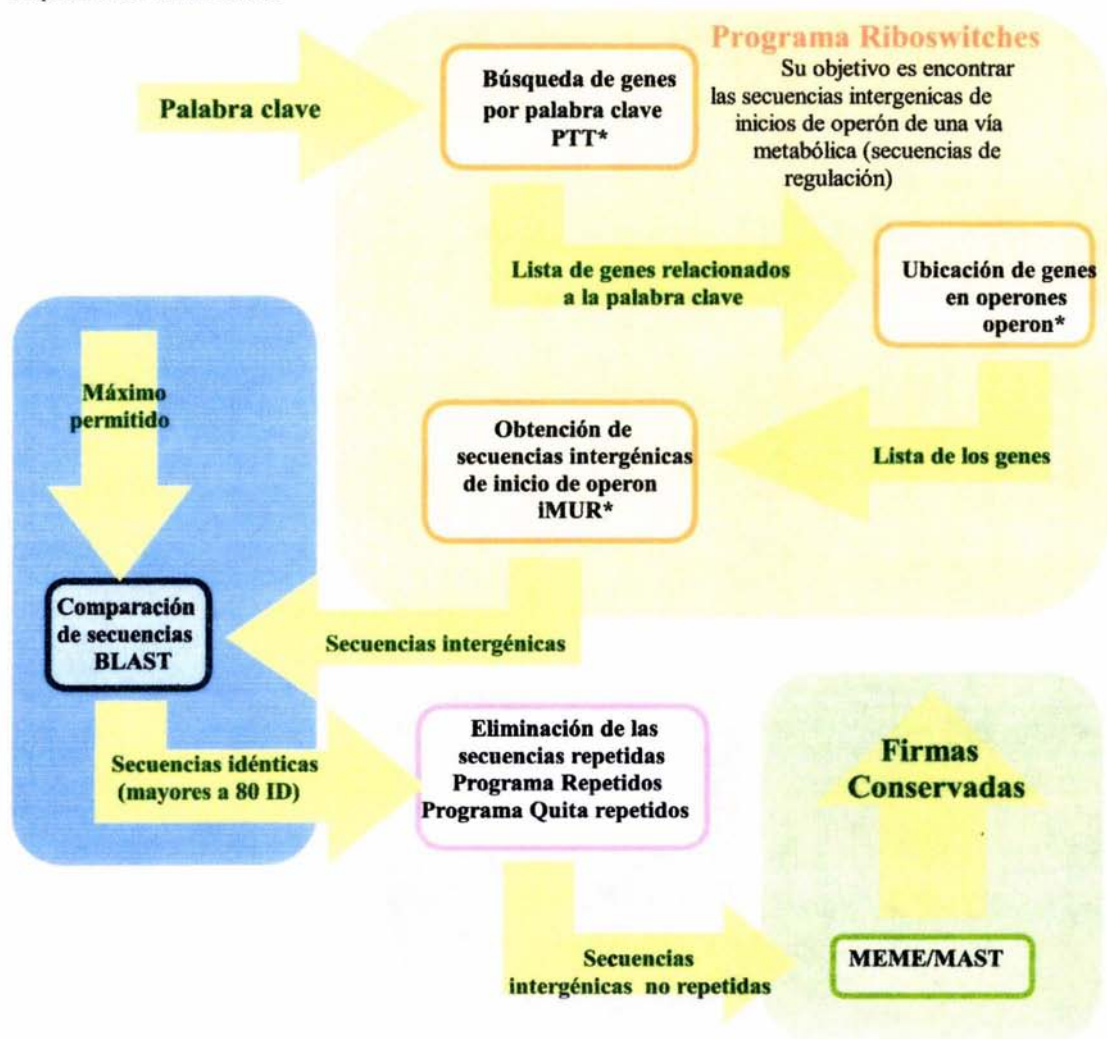 Programa Riboswitches
Su objetivo es encontrar
las secuencias intergenicas de
inicios de operón de una vía
metabólica (secuencias de
regulación)
Palabra clave
Búsqueda de genes
por palabra clave
PTT*
Lista de genes relacionados
a la palabra clave
Ubicación de genes
en operones
operon*
Lista de los genes
Obtención de
secuencias intergénicas
de inicio de operon
iMUR*
Máximo
permitido
Secuencias intergénicas
Comparación
de secuencias
BLAST
Secuencias idénticas
(mayores a 80 ID)
Eliminación de las
secuencias repetidas
Programa Repetidos
Programa Quita repetidos
Secuencias
intergénicas no repetidas
MEME/MAST
Firmas
Conservadas